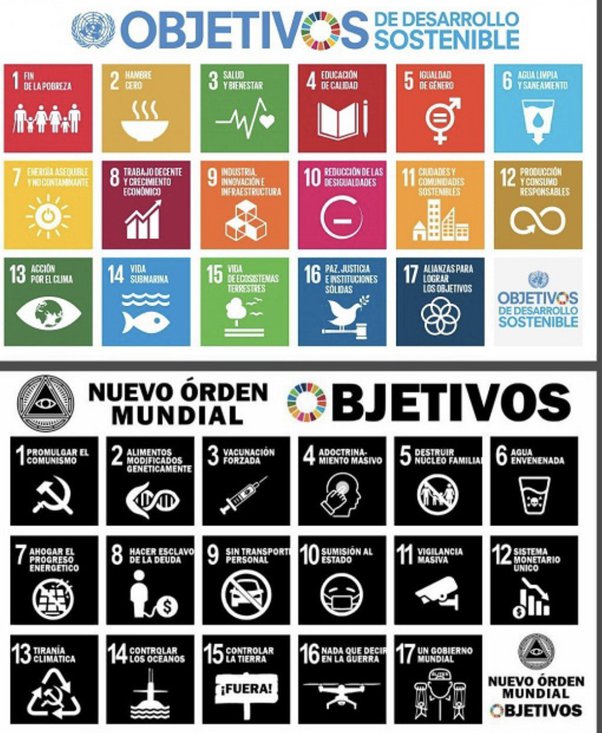 OBJETIVOS
DE DESARROLLO
SOSTENIBLE
1 FIN
DE LA POBREZA
2 HAMBRE
CERO
3 SALUD
Y BIENESTAR
4 EDUCACIÓN
DE CALIDAD
5 IGUALDAD
DE GÉNERO
6 AGUA LIMPIA
Y SANEAMIENTO
7 ENERGÍA ASEQUIBLE
Y NO CONTAMINANTE
8 TRABAJO DECENTE
Y CRECIMIENTO
ECONÓMICO
9 INDUSTRIA,
INNOVACIÓN E
INFRAESTRUCTURA
10 REDUCCIÓN DE LAS
DESIGUALDADES
11 CIUDADES Y
COMUNIDADES
SOSTENIBLES
12 PRODUCCIÓN
Y CONSUMO
RESPONSABLES
13 ACCIÓN
POR EL CLIMA
14 VIDA
SUBMARINA
15 VIDA
DE ECOSISTEMAS
TERRESTRES
16 PAZ, JUSTICIA
E INSTITUCIONES
SÓLIDAS
17 ALIANZAS PARA
LOGRAR
LOS OBJETIVOS
OBJETIVOS
DE DESARROLLO
SOSTENIBLE
NUEVO ÓRDEN
MUNDIAL
OBJETIVOS
1 PROMULGAR EL
COMUNISMO
2 ALIMENTOS
MODIFICADOS
GENÉTICAMENTE
3 VACUNACIÓN
FORZADA
4 ADOCTRINA-
MIENTO MASIVO
5 DESTRUIR
NÚCLEO FAMILIA
6 AGUA
ENVENENADA
7 AHOGAR EL
PROGRESO
ENERGÉTICO
8 HACER ESCLAVO
DE LA DEUDA
$
9 SIN TRANSPORT
PERSONAL
10 SUMISIÓN AL
ESTADO
11 VIGILANCIA
MASIVA
12 SISTEMA
MONETARIO
UNICO
$
13 TIRANÍA
CLIMATICA
14 CONTROLAR
LOS OCEANOS
15 CONTROLAR
LA TIERRA
¡FUERA!
16 NADA QUE DECIR
EN LA GUERRA
17 UN GOBIERNO
MUNDIAL
NUEVO ÓRDEN
MUNDIAL
OBJETIVOS